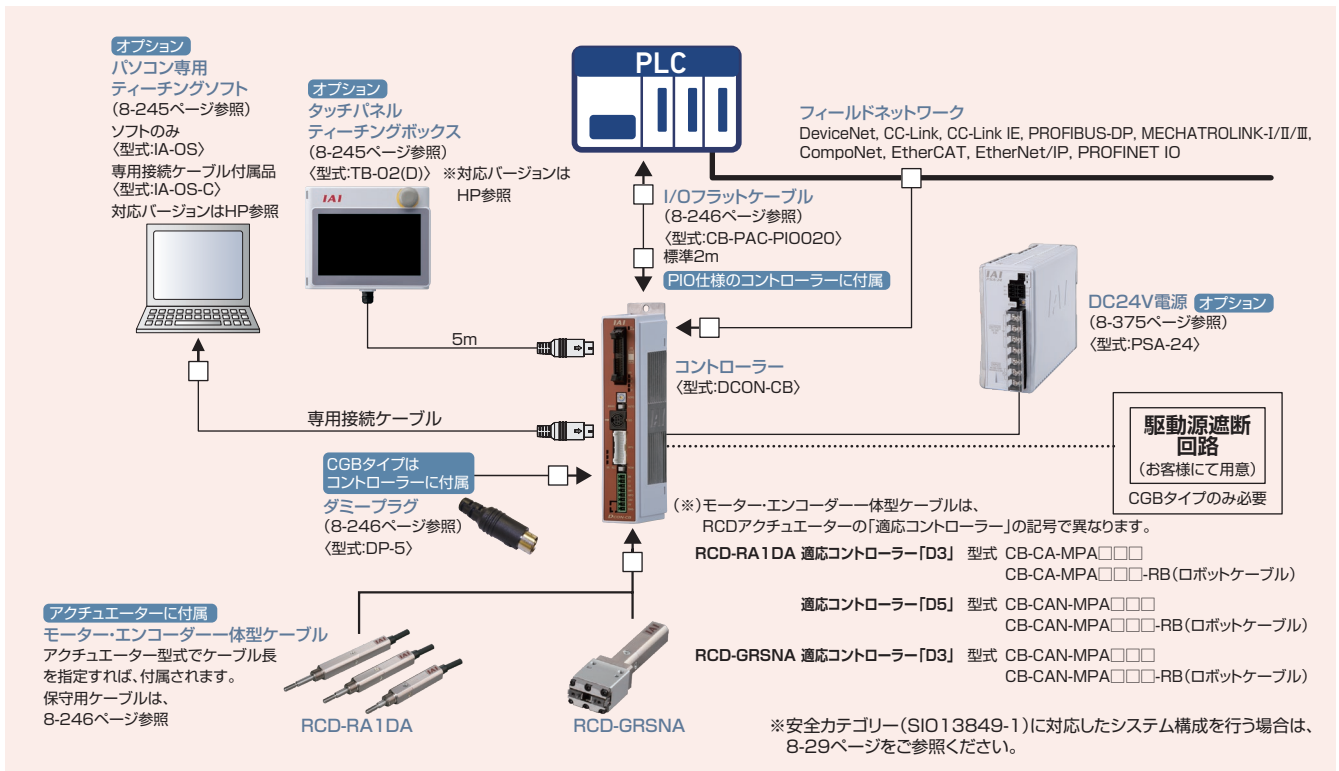 オプション
パソコン専用
ティーチングソフト
(8-245ページ参照)
ソフトのみ
〈型式:IA-OS〉
専用接続ケーブル付属品
〈型式:IA-OS-C〉
対応バージョンはHP参照
オプション
タッチパネル
ティーチングボックス
(8-245ページ参照)
〈型式:TB-02(D)〉 ※対応バージョンは
HP参照
IAI
PLC
フィールドネットワーク
DeviceNet, CC-Link, CC-Link IE, PROFIBUS-DP, MECHATROLINK-I/II/III,
CompoNet, EtherCAT, EtherNet/IP, PROFINET IO
I/Oフラットケーブル
(8-246ページ参照)
〈型式:CB-PAC-PIO020〉
標準2m
PIO仕様のコントローラーに付属
IAI
DC24V電源 オプション
(8-375ページ参照)
〈型式:PSA-24〉
5m
IAI
コントローラー
〈型式:DCON-CB〉
専用接続ケーブル
駆動源遮断
回路
(お客様にて用意)
CGBタイプのみ必要
CGBタイプは
コントローラーに付属
ダミープラグ
(8-246ページ参照)
〈型式:DP-5〉
(※)モーター・エンコーダー一体型ケーブルは、
RCDアクチュエーターの「適応コントローラー」の記号で異なります。
RCD-RA1DA 適応コントローラー「D3」 型式 CB-CA-MPA□□□
CB-CA-MPA□□□-RB(ロボットケーブル)
適応コントローラー「D5」 型式 CB-CAN-MPA□□□
CB-CAN-MPA□□□-RB(ロボットケーブル)
RCD-GRSNA 適応コントローラー「D3」 型式 CB-CAN-MPA□□□
CB-CAN-MPA□□□-RB(ロボットケーブル)
アクチュエーターに付属
モーター・エンコーダー一体型ケーブル
アクチュエーター型式でケーブル長
を指定すれば、付属されます。
保守用ケーブルは、
8-246ページ参照
RCD-RA1DA
IAI
RCD-GRSNA
※安全カテゴリー(SIO13849-1)に対応したシステム構成を行う場合は、
8-29ページをご参照ください。